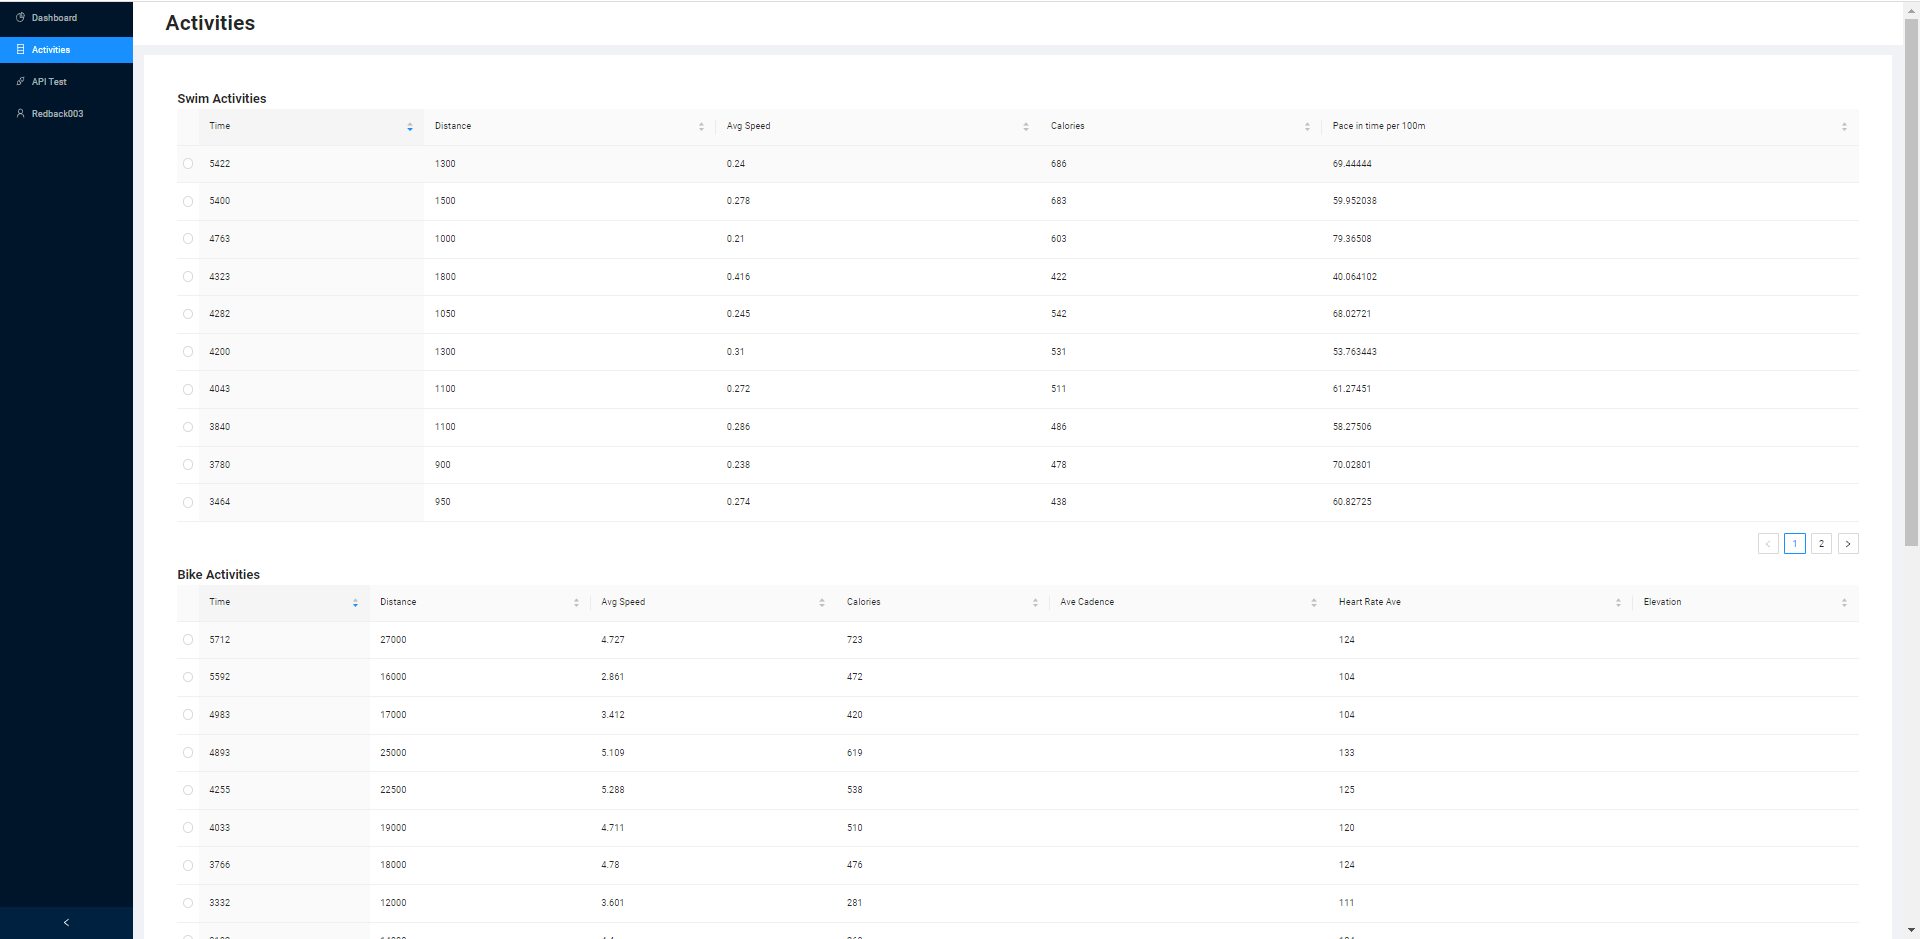 Dashboard
Activities
API Test
Redback003
Activities
Swim Activities
Time Distance Avg Speed Calories Pace in time per 100m
5422 1300 0.24 686 69.44444
5400 1500 0.278 683 59.952038
4763 1000 0.21 603 79.36508
4323 1800 0.416 422 40.064102
4282 1050 0.245 542 68.02721
4200 1300 0.31 531 53.763443
4043 1100 0.272 511 61.27451
3840 1100 0.286 486 58.27506
3780 900 0.238 478 70.02801
3464 950 0.274 438 60.82725
< 1 2 >
Bike Activities
Time Distance Avg Speed Calories Ave Cadence Heart Rate Ave Elevation
5712 27000 4.727 723 124
5592 16000 2.861 472 104
4983 17000 3.412 420 104
4893 25000 5.109 619 133
4255 22500 5.288 538 125
4033 19000 4.711 510 120
3766 18000 4.78 476 124
3332 12000 3.601 281 111